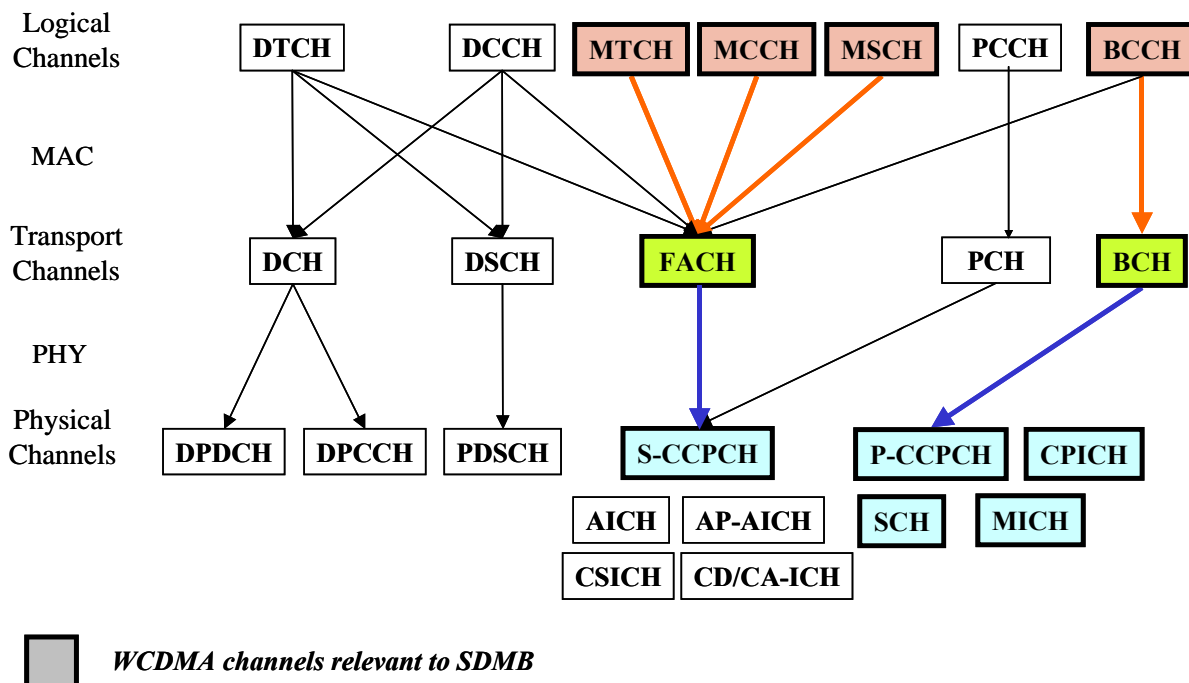 Logical
Channels
DTCH DCCH MTCH MCCH MSCH PCCH BCCH
MAC
Transport
Channels
DCH DSCH FACH PCH BCH
PHY
Physical
Channels
DPDCH DPCCH PDSCH S-CCPCH P-CCPCH CPICH
AICH AP-AICH SCH MICH
CSICH CD/CA-ICH
WCDMA channels relevant to SDMB